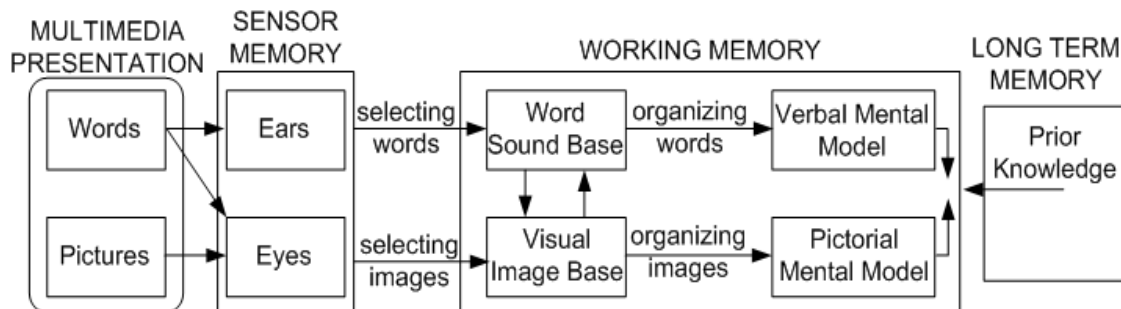 MULTIMEDIA
PRESENTATION
SENSOR
MEMORY
WORKING MEMORY
LONG TERM
MEMORY
Words
Ears
selecting
words
Word
Sound Base
organizing
words
Verbal Mental
Model
Prior
Knowledge
Pictures
Eyes
selecting
images
Visual
Image Base
organizing
images
Pictorial
Mental Model